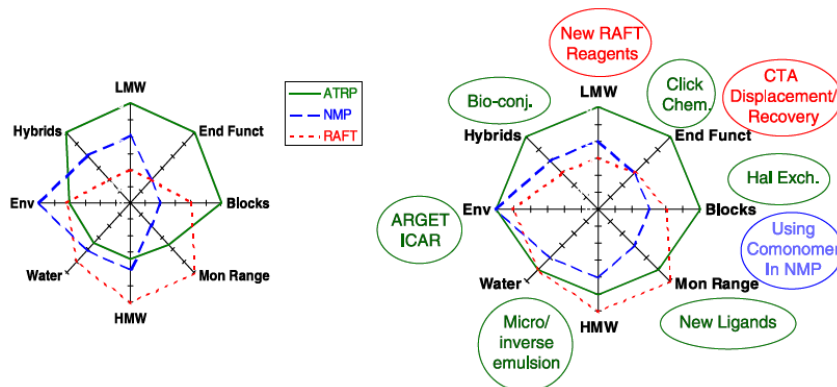 LMW
Hybrids
End Funct
Env
Blocks
Water
Mon Range
HMW
ATRP
NMP
RAFT
New RAFT
Reagents
LMW
Bio-conj.
Click
Chem.
CTA
Displacement/
Recovery
Hybrids
End Funct
Hal Exch.
ARGET
ICAR
Env
Blocks
Using
Comonomer
In NMP
Water
Mon Range
HMW
Micro/
inverse
emulsion
New Ligands